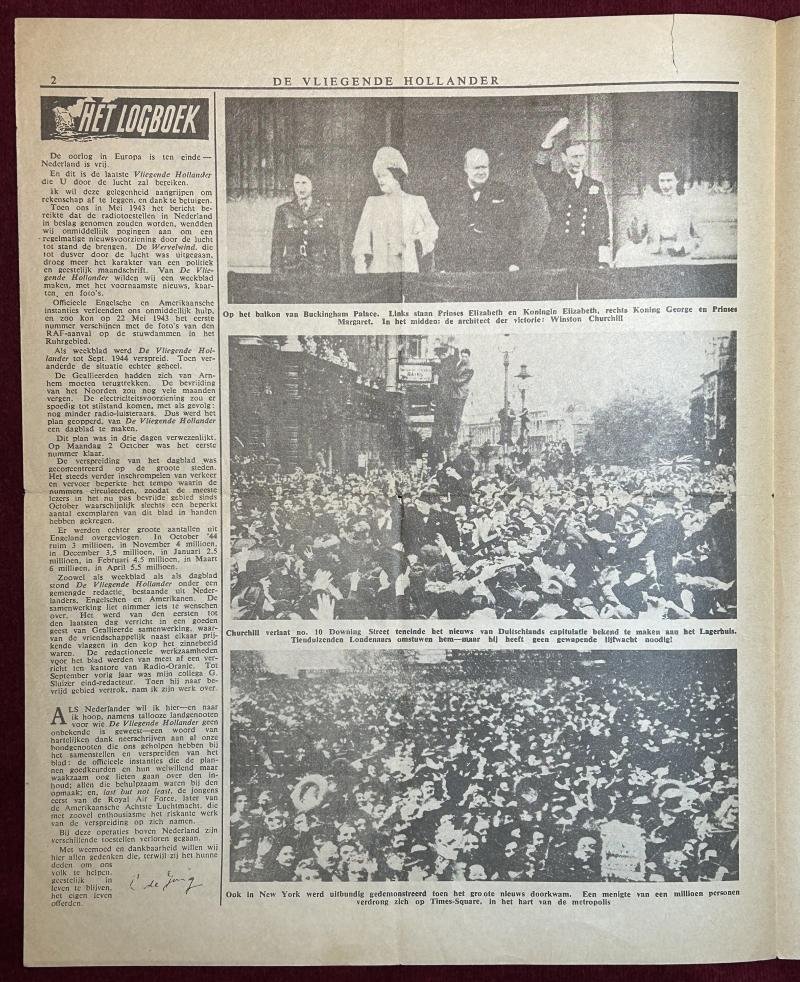 2
DE VLIEGENDE HOLLANDER
HET LOGBOEK
De oorlog in Europa is ten einde—
Nederland is vrij.
En dit is de laatste Vliegende Hollander
die U door de lucht zal bereiken.
Ik wil deze gelegenheid aangrijpen om
rekenschap af te leggen, en dank te betuigen.
Toen ons in Mei 1943 het bericht be-
reikte dat de radiotoestellen in Nederland
in beslag genomen zouden worden, wendden
wij onmiddellijk pogingen aan om een
regelmatige nieuwsvoorziening door de lucht
tot stand te brengen. De Wervelwind, die
tot dusver door de lucht was uitgegaan,
droeg meer het karakter van een politiek
en geestelijk maandschrift. Van De Vlie-
gende Hollander wilden wij een weekblad
maken, met het voornaamste nieuws, kaar-
ten, en foto's.
Officieele Engelsche en Amerikaansche
instanties verleenden ons onmiddellijk hulp,
en zoo kon op 22 Mei 1943 het eerste
nummer verschijnen met de foto's van den
RAF-aanval op de stuwdammen in het
Ruhrgebied.
Als weekblad werd De Vliegende Hol-
lander tot Sept. 1944 verspreid. Toen ver-
anderde de situatie echter geheel.
De Geallieerden hadden zich van Arn-
hem moeten terugtrekken. De bevrijding
van het Noorden zou nog vele maanden
vergen. De electriciteitsvoorziening zou er
spoedig tot stilstand komen, met als gevolg:
nog minder radio-luisteraars. Dus werd het
plan geopperd, van De Vliegende Hollander
een dagblad te maken.
Dit plan was in drie dagen verwezenlijkt.
Op Maandag 2 October was het eerste
nummer klaar.
De verspreiding van het dagblad was
geconcentreerd op de groote steden.
Het steeds verder inschrompelen van verkeer
en vervoer beperkte het tempo waarin de
nummers circuleerden, zoodat de meeste
lezers in het nu pas bevrijde gebied sinds
October waarschijnlijk slechts een beperkt
aantal exemplaren van dit blad in handen
hebben gekregen.
Er werden echter groote aantallen uit
Engeland overgevlogen. In October '44
ruim 3 millioen, in November 4 millioen,
in December 3,5 millioen, in Januari 2.5
millioen, in Februari 4.5 millioen, in Maart
6 millioen, in April 5.5 millioen.
Zoowel als weekblad als als dagblad
stond De Vliegende Hollander onder een
gemengde redactie, bestaande uit Neder-
landers, Engelschen en Amerikanen. De
samenwerking liet nimmer iets te wenschen
over. Het werd van den eersten tot
den laatsten dag verricht in een goeden
geest van Geallieerde samenwerking, waar-
van de vriendschappelijk naast elkaar prij-
kende vlaggen in den kop het zinnebeeld
waren. De redactioneele werkzaamheden
voor het blad werden van meet af een ver-
richt ten kantore van Radio-Oranje. Tot
September vorig jaar was mijn collega G.
Sluizer eind-redacteur. Toen hij naar be-
vrijd gebied vertrok, nam ik zijn werk over.
ALS Nederlander wil ik hier—en naar
ik hoop, namens tallooze landgenooten
voor wie De Vliegende Hollander geen
onbekende is geweest—een woord van
hartelijken dank neerschrijven aan al onze
bondgenooten die ons geholpen hebben bij
het samenstellen en verspreiden van het
blad: de officieele instanties die de plan-
nen goedkeurden en hun welwillend maar
waakzaam oog lieten gaan over den in-
houd; allen die behulpzaam waren bij den
opmaak; en, last but not least, de jongens
eerst van de Royal Air Force, later van
de Amerikaansche Achtste Luchtmacht, die
met zooveel enthousiasme het riskante werk
van de verspreiding op zich namen.
Bij deze operaties boven Nederland zijn
verschillende toestellen verloren gegaan.
Met weemoed en dankbaarheid willen wij
hier allen gedenken die, terwijl zij het hunne
deden om ons
volk te helpen,
geestelijk in
leven te blijven,
het eigen leven
offerden.
L de Jong
Op het balkon van Buckingham Palace. Links staan Prinses Elizabeth en Koningin Elizabeth, rechts Koning George en Prinses
Margaret. In het midden: de architect der victorie: Winston Churchill
Churchill verlaat no. 10 Downing Street teneinde het nieuws van Duitschlands capitulatie bekend te maken aan het Lagerhuis.
Tienduizenden Londenaars omstuwen hem—maar hij heeft geen gewapende lijfwacht noodig!
Ook in New York werd uitbundig gedemonstreerd toen het groote nieuws doorkwam. Een menigte van een millioen personen
verdrong zich op Times-Square, in het hart van de metropolis